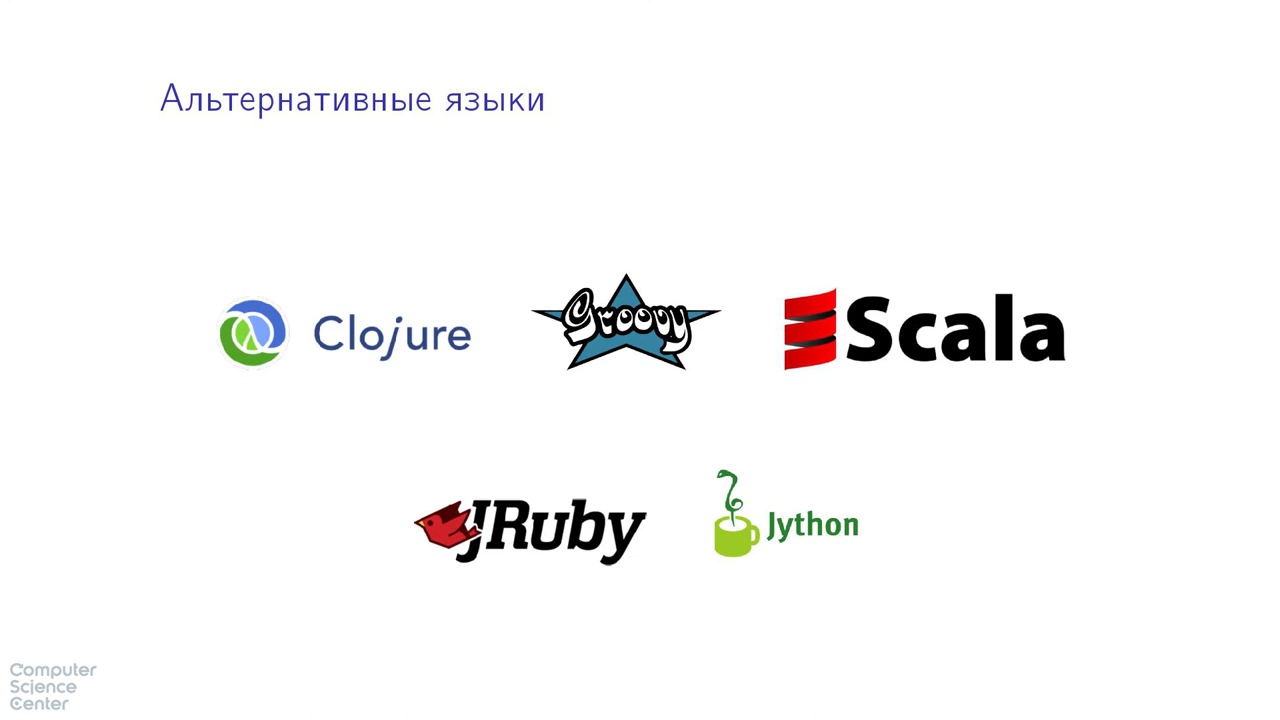 Альтернативные языки
Clojure
Groovy
Scala
JRuby
Jython
Computer
Science
Center